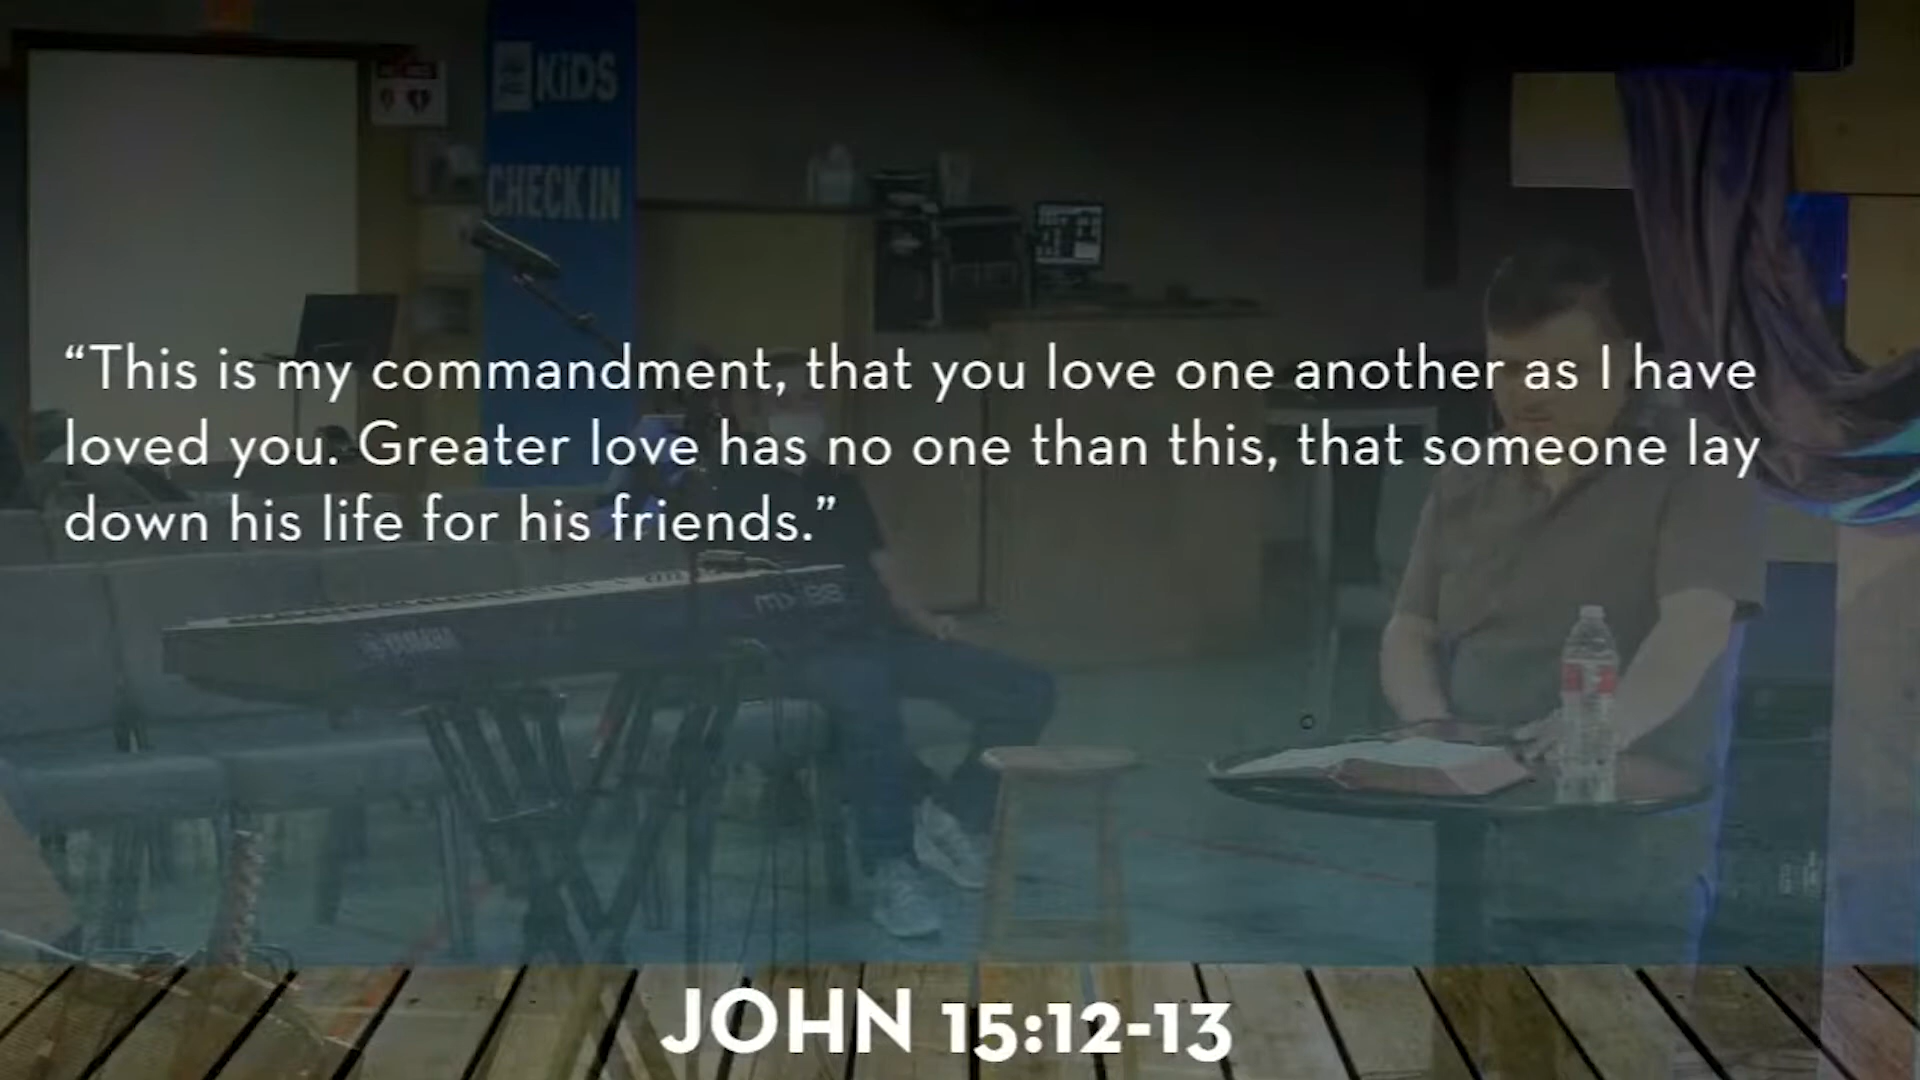 KiDS
CHECK IN
“This is my commandment, that you love one another as I have
loved you. Greater love has no one than this, that someone lay
down his life for his friends.”
YAMAHA
JOHN 15:12-13